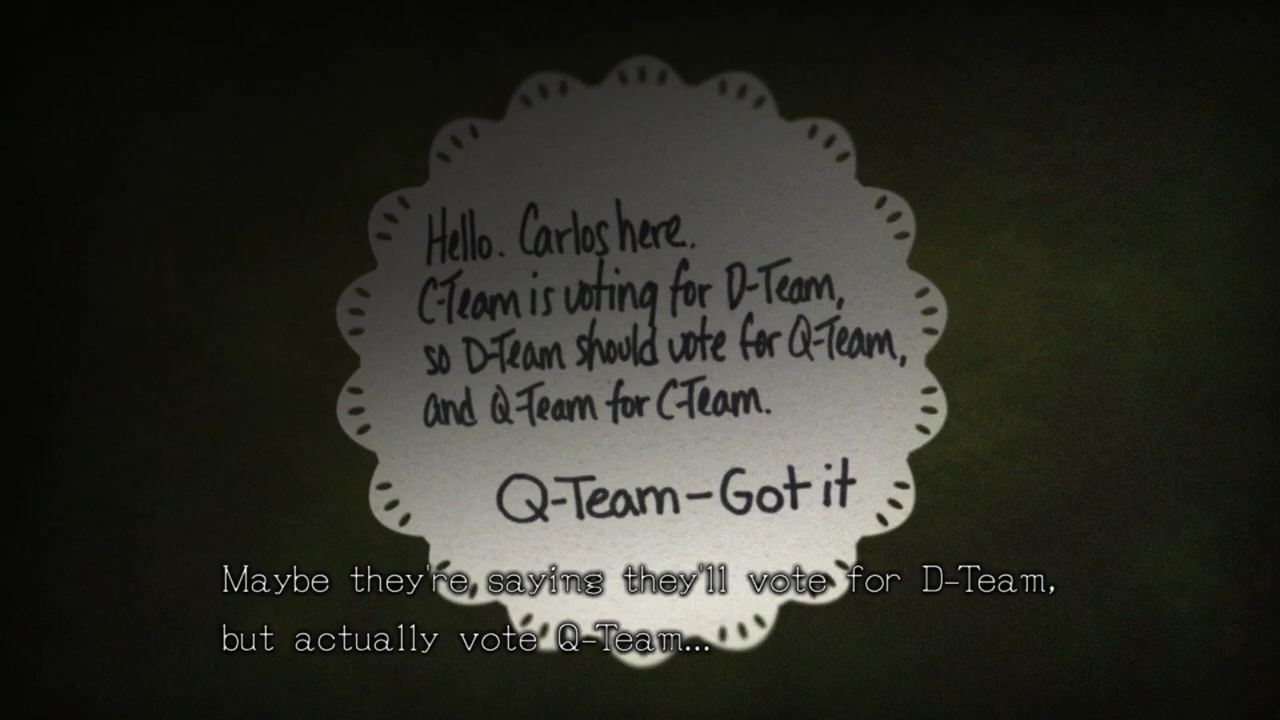 Hello. Carlos here.
C-Team is voting for D-Team,
so D-Team should vote for Q-Team,
and Q-Team for C-Team.
Q-Team-Got it
Maybe they're saying they'll vote for D-Team,
but actually vote Q-Team...